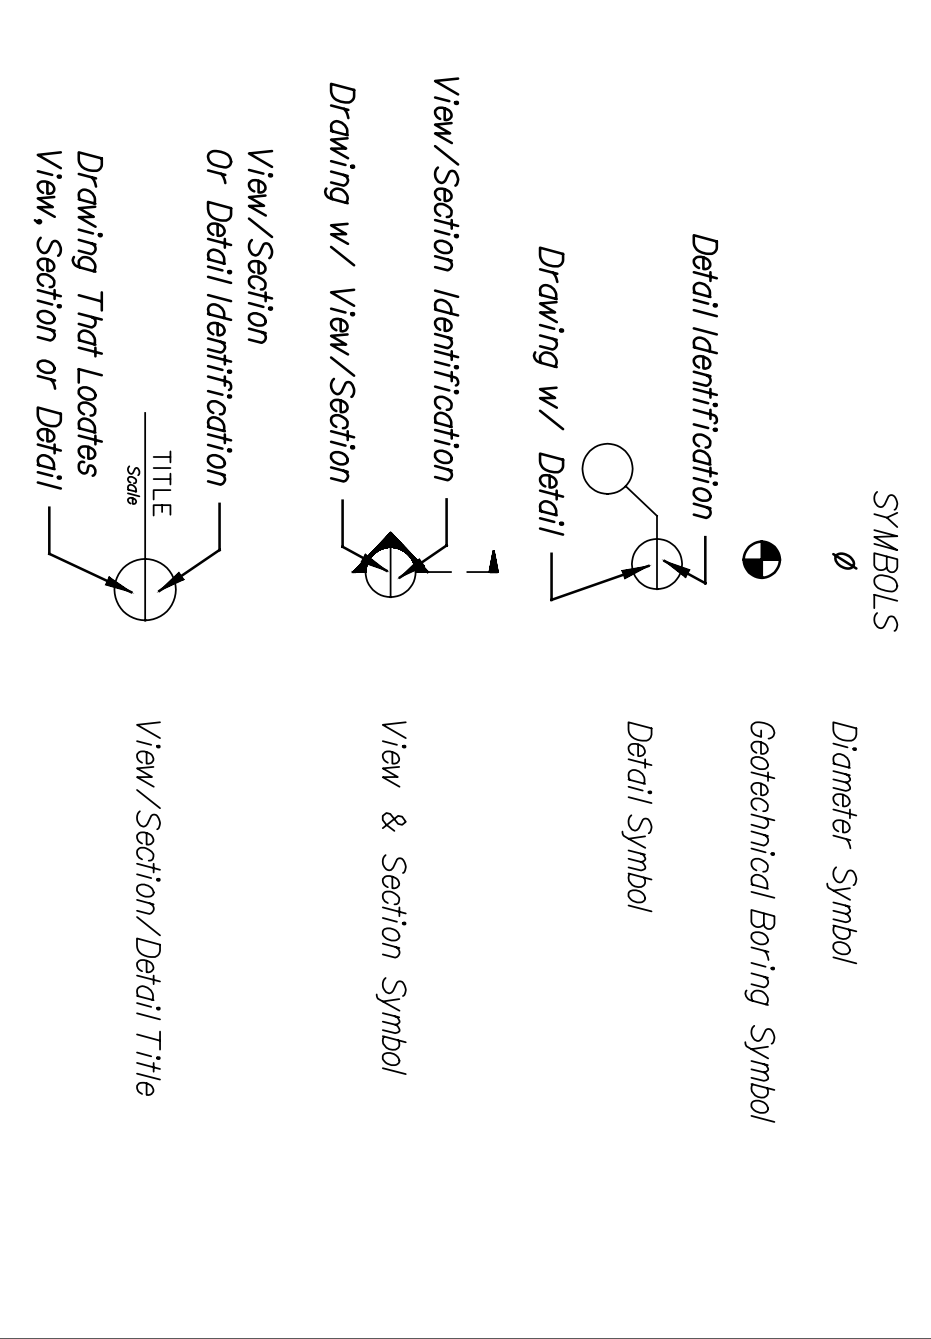 SYMBOLS
Ø
Diameter Symbol
Geotechnical Boring Symbol
Detail Identification
Drawing w/ Detail
Detail Symbol
View/Section Identification
Drawing w/ View/Section
View & Section Symbol
View/Section
Or Detail Identification
TITLE
Scale
Drawing That Locates
View, Section or Detail
View/Section/Detail Title